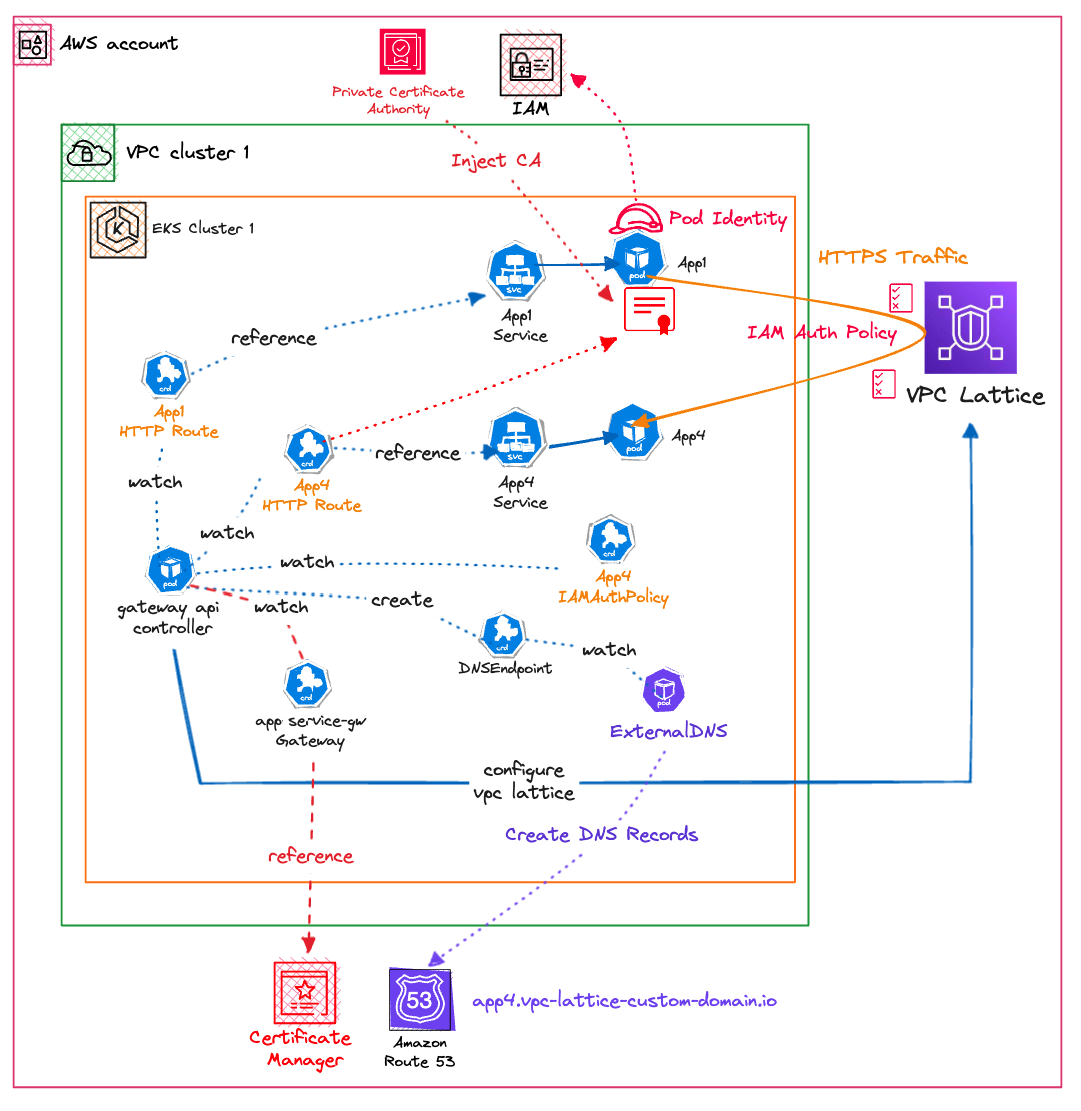 AWS account
Private Certificate
Authority
IAM
VPC cluster 1
Inject CA
EKS Cluster 1
K
Pod Identity
pod
App1
svc
App1
Service
HTTPS Traffic
reference
IAM Auth Policy
VPC Lattice
crd
App1
HTTP Route
crd
App4
HTTP Route
reference
svc
App4
Service
pod
App4
watch
watch
watch
crd
App4
IAMAuthPolicy
pod
gateway api
controller
watch
create
crd
DNSEndpoint
watch
crd
app service-gw
Gateway
pod
ExternalDNS
configure
vpc lattice
Create DNS Records
reference
Certificate
Manager
53
Amazon
Route 53
app4.vpc-lattice-custom-domain.io